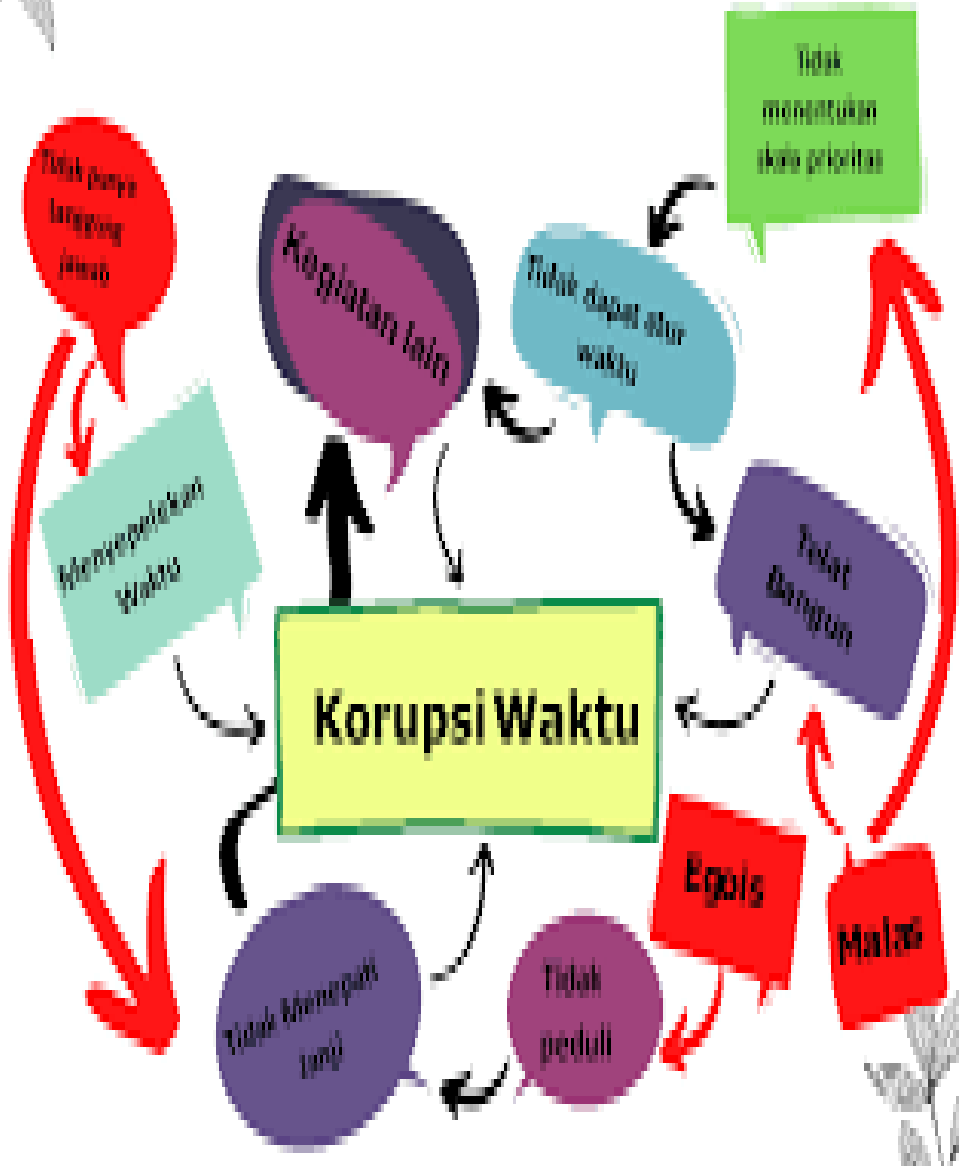 Tidak
menentukan
skala prioritas
Tidak punya
tanggung
jawab
Kegiatan lain
Tidak dapat atur
waktu
Menyepelekan
Waktu
Telat
Bangun
Korupsi Waktu
Egois
Malas
Tidak Menepati
Janji
Tidak
peduli